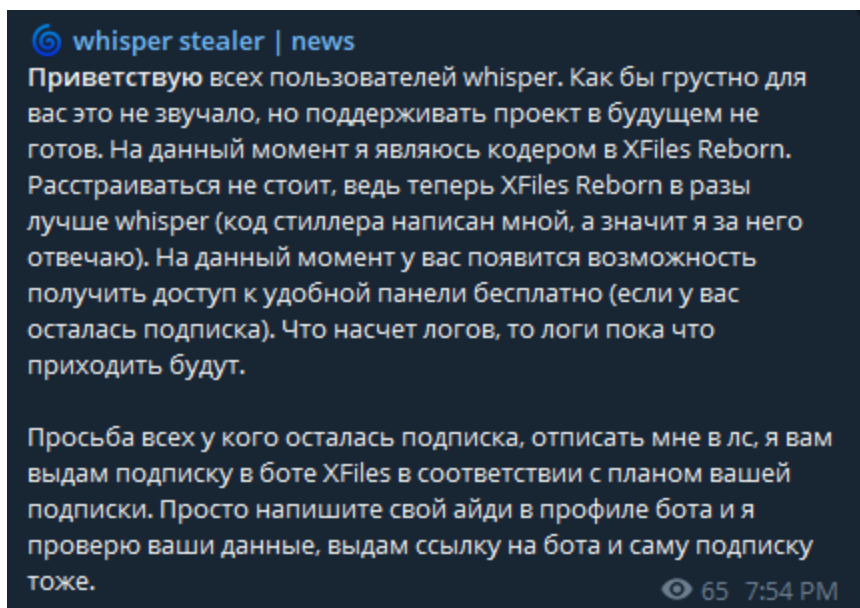 whisper stealer | news
Приветствую всех пользователей whisper. Как бы грустно для
вас это не звучало, но поддерживать проект в будущем не
готов. На данный момент я являюсь кодером в XFiles Reborn.
Расстраиваться не стоит, ведь теперь XFiles Reborn в разы
лучше whisper (код стиллера написан мной, а значит я за него
отвечаю). На данный момент у вас появится возможность
получить доступ к удобной панели бесплатно (если у вас
осталась подписка). Что насчет логов, то логи пока что
приходить будут.
Просьба всех у кого осталась подписка, отписать мне в лс, я вам
выдам подписку в боте XFiles в соответствии с планом вашей
подписки. Просто напишите свой айди в профиле бота и я
проверю ваши данные, выдам ссылку на бота и саму подписку
тоже.
65 7:54 PM